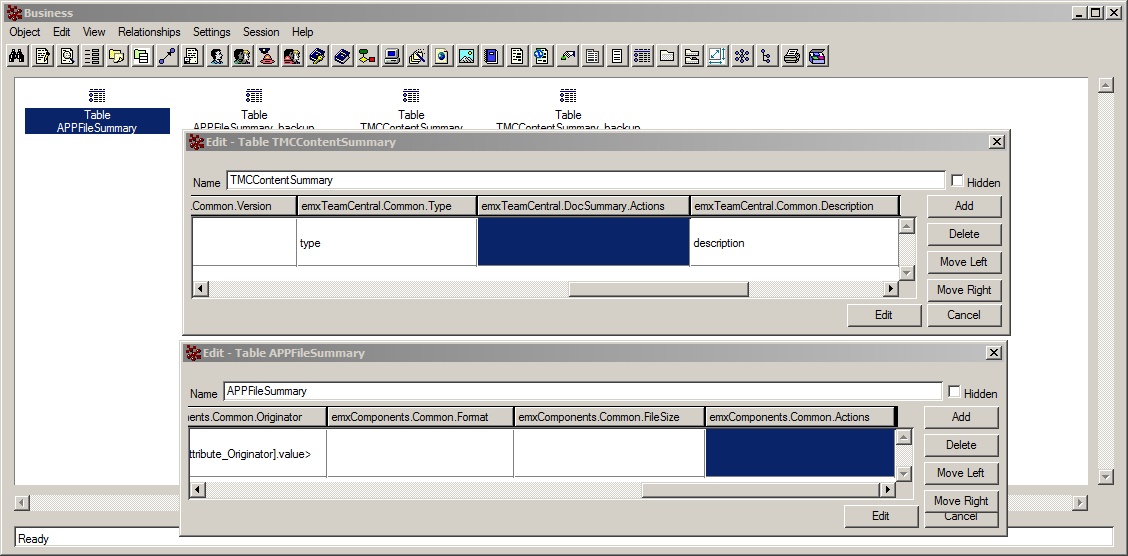 Business
Object Edit View Relationships Settings Session Help
Table Table Table Table
APPFileSummary APPFileSummary_backup TMCContentSummary TMCContentSummary_backup
Edit - Table TMCContentSummary
Name TMCContentSummary Hidden
.Common.Version emxTeamCentral.Common.Type emxTeamCentral.DocSummary.Actions emxTeamCentral.Common.Description Add
Delete
type description
Move Left
Move Right
Edit Cancel
Edit - Table APPFileSummary
Name APPFileSummary Hidden
ents.Common.Originator emxComponents.Common.Format emxComponents.Common.FileSize emxComponents.Common.Actions Add
Delete
ttribute_Originator].value>
Move Left
Move Right
Edit Cancel
Ready